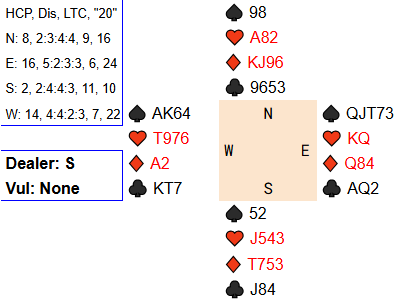 HCP, Dis, LTC, "20"
N: 8, 2:3:4:4, 9, 16
E: 16, 5:2:3:3, 6, 24
S: 2, 2:4:4:3, 11, 10
W: 14, 4:4:2:3, 7, 22
Dealer: S
Vul: None
98
A82
KJ96
9653
AK64
T976
A2
KT7
N
W E
S
QJT73
KQ
Q84
AQ2
52
J543
T753
J84